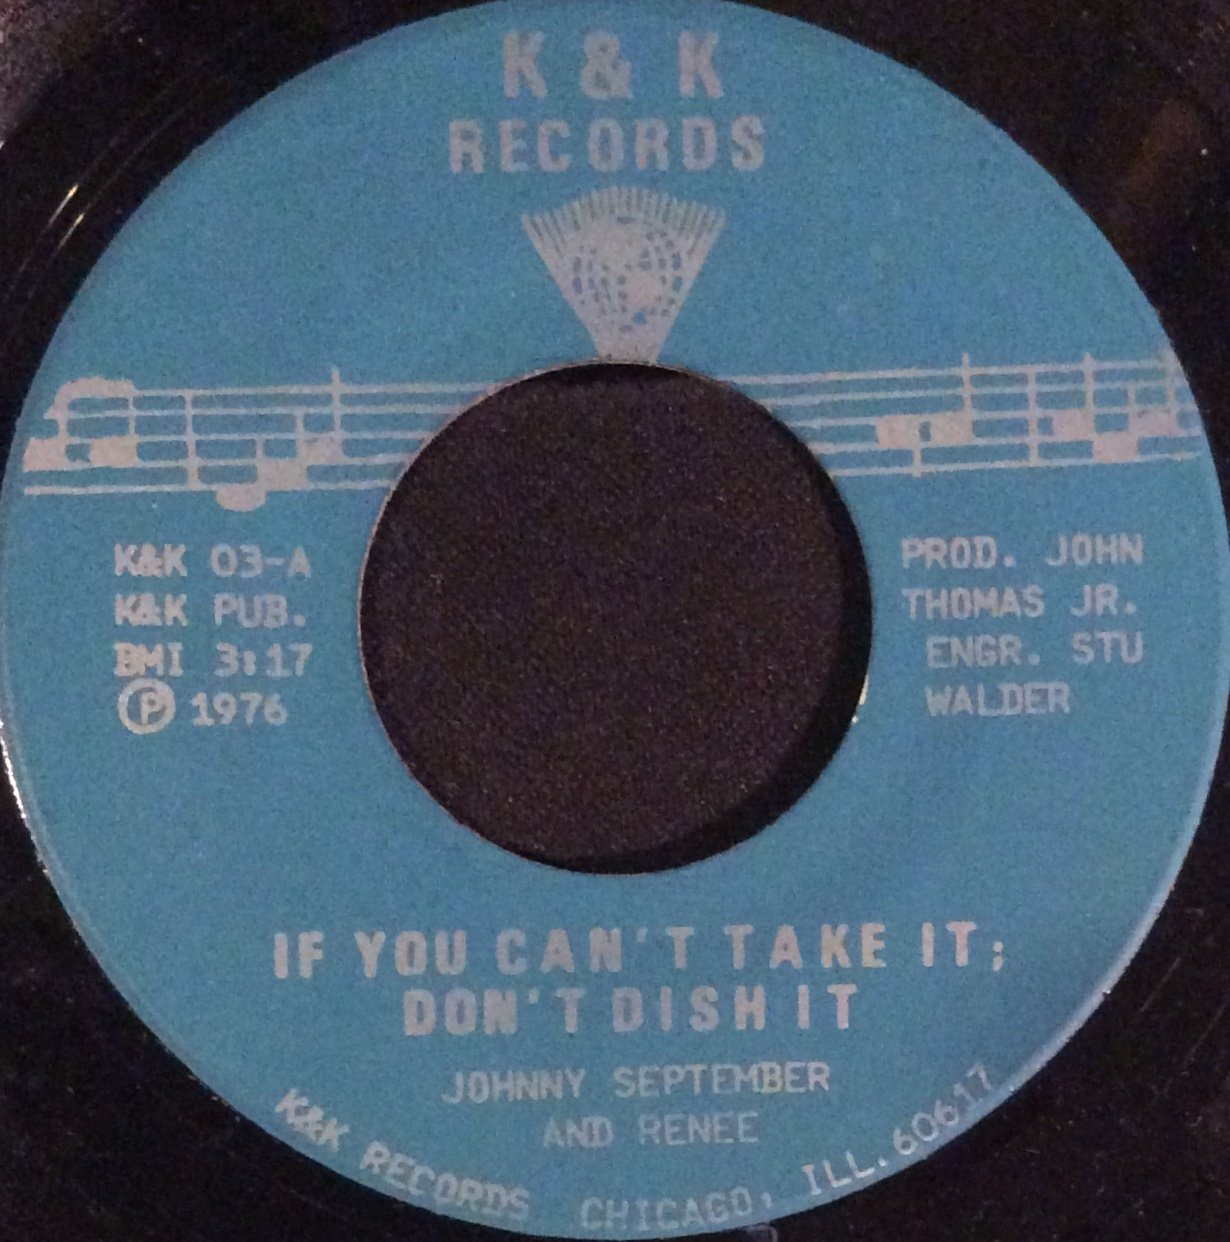 K & K
RECORDS
K&K 03-A
K&K PUB.
BMI 3:17
Ⓟ 1976
PROD. JOHN
THOMAS JR.
ENGR. STU
WALDER
IF YOU CAN'T TAKE IT;
DON'T DISH IT
JOHNNY SEPTEMBER
AND RENEE
K&K RECORDS CHICAGO, ILL. 60617